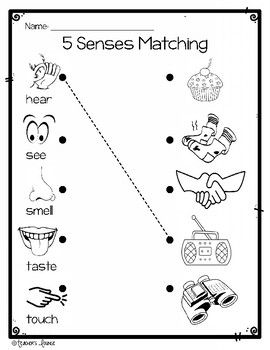 Name:
5 Senses Matching
hear
see
smell
taste
touch